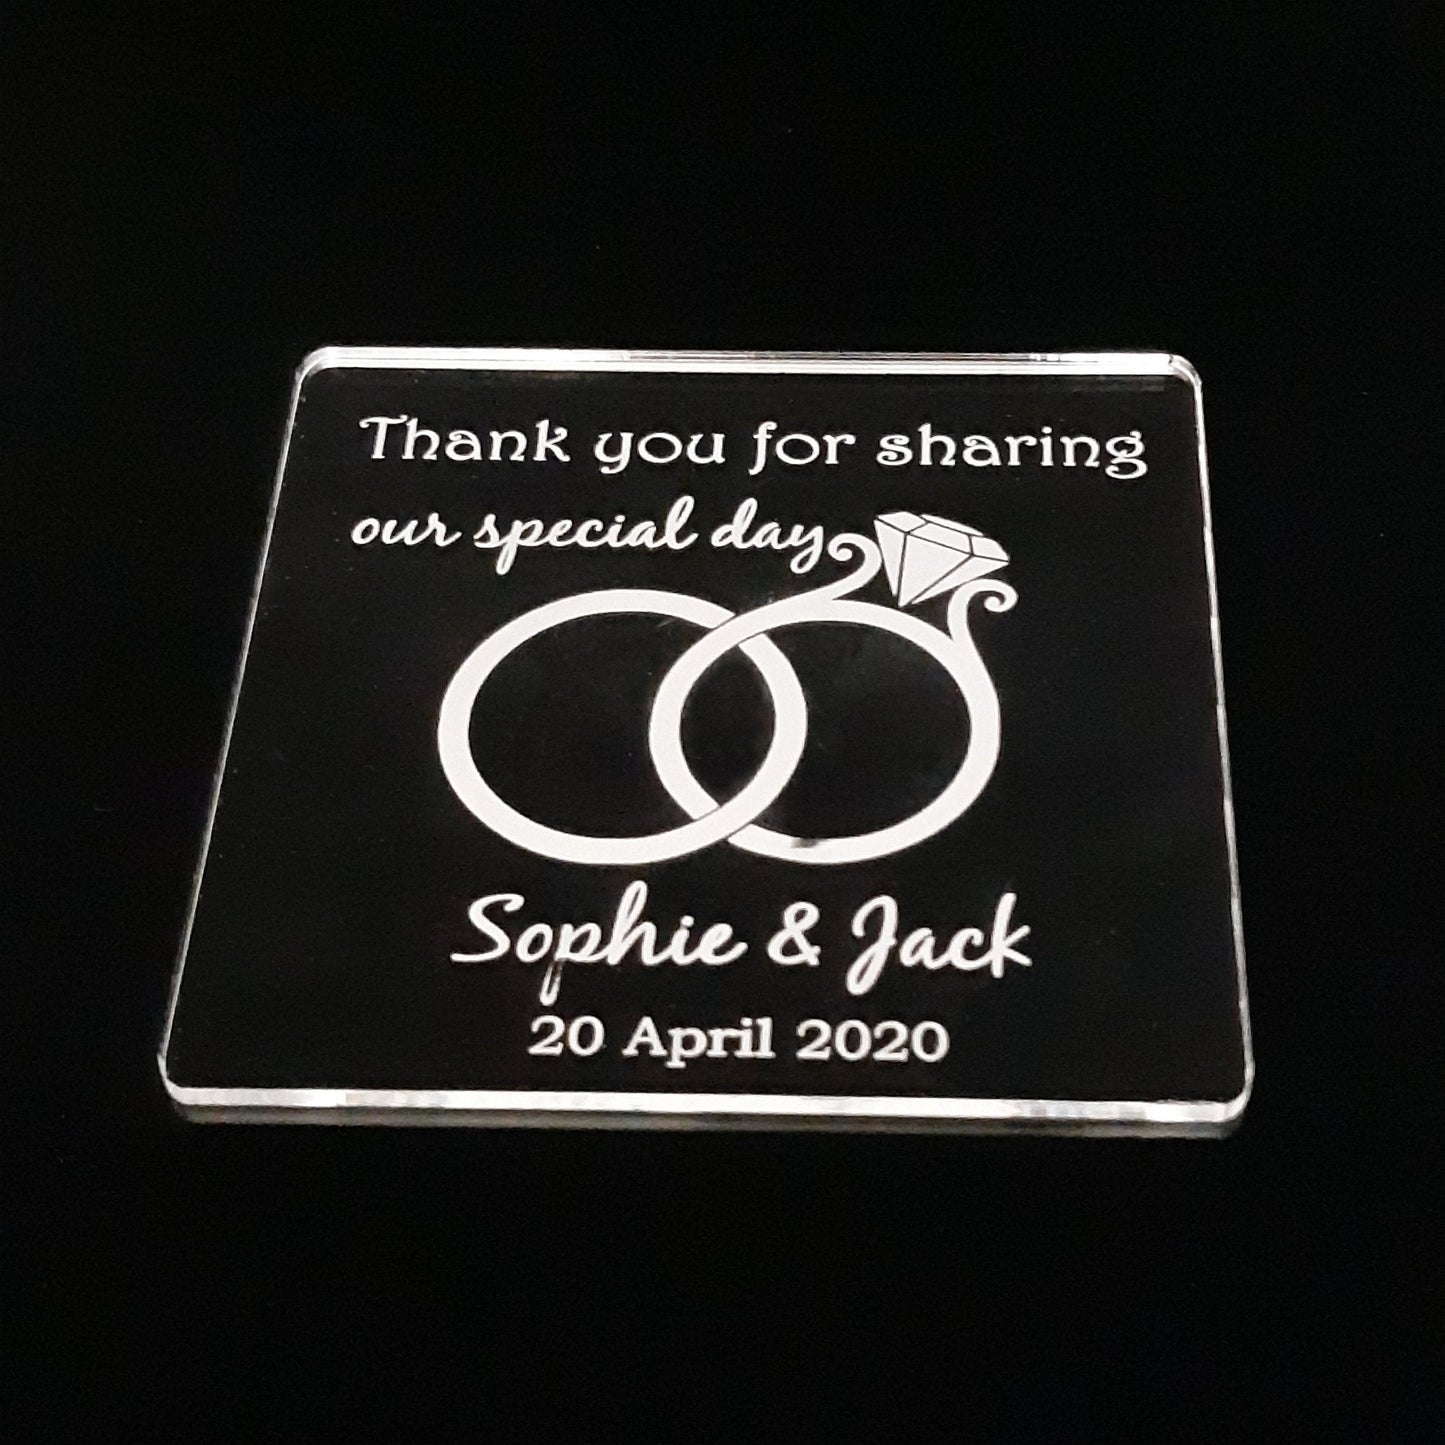 Thank you for sharing
our special day
Sophie & Jack
20 April 2020